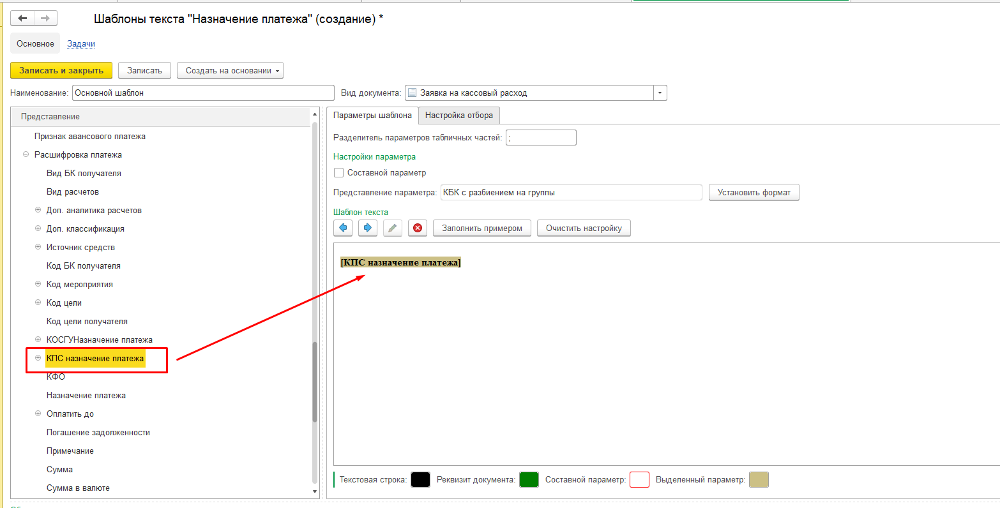 Шаблоны текста "Назначение платежа" (создание) *
Основное Задачи
Записать и закрыть Записать Создать на основании
Наименование: Основной шаблон Вид документа: Заявка на кассовый расход
Представление
Признак авансового платежа
Расшифровка платежа
Вид БК получателя
Вид расчетов
Доп. аналитика расчетов
Доп. классификация
Источник средств
Код БК получателя
Код мероприятия
Код цели
Код цели получателя
КОСГУНазначение платежа
КПС назначение платежа
КФО
Назначение платежа
Оплатить до
Погашение задолженности
Примечание
Сумма
Сумма в валюте
Параметры шаблона Настройка отбора
Разделитель параметров табличных частей: ;
Настройки параметра
Составной параметр
Представление параметра: КБК с разбиением на группы Установить формат
Шаблон текста
Заполнить примером Очистить настройку
[КПС назначение платежа]
Текстовая строка: Реквизит документа: Составной параметр: Выделенный параметр: